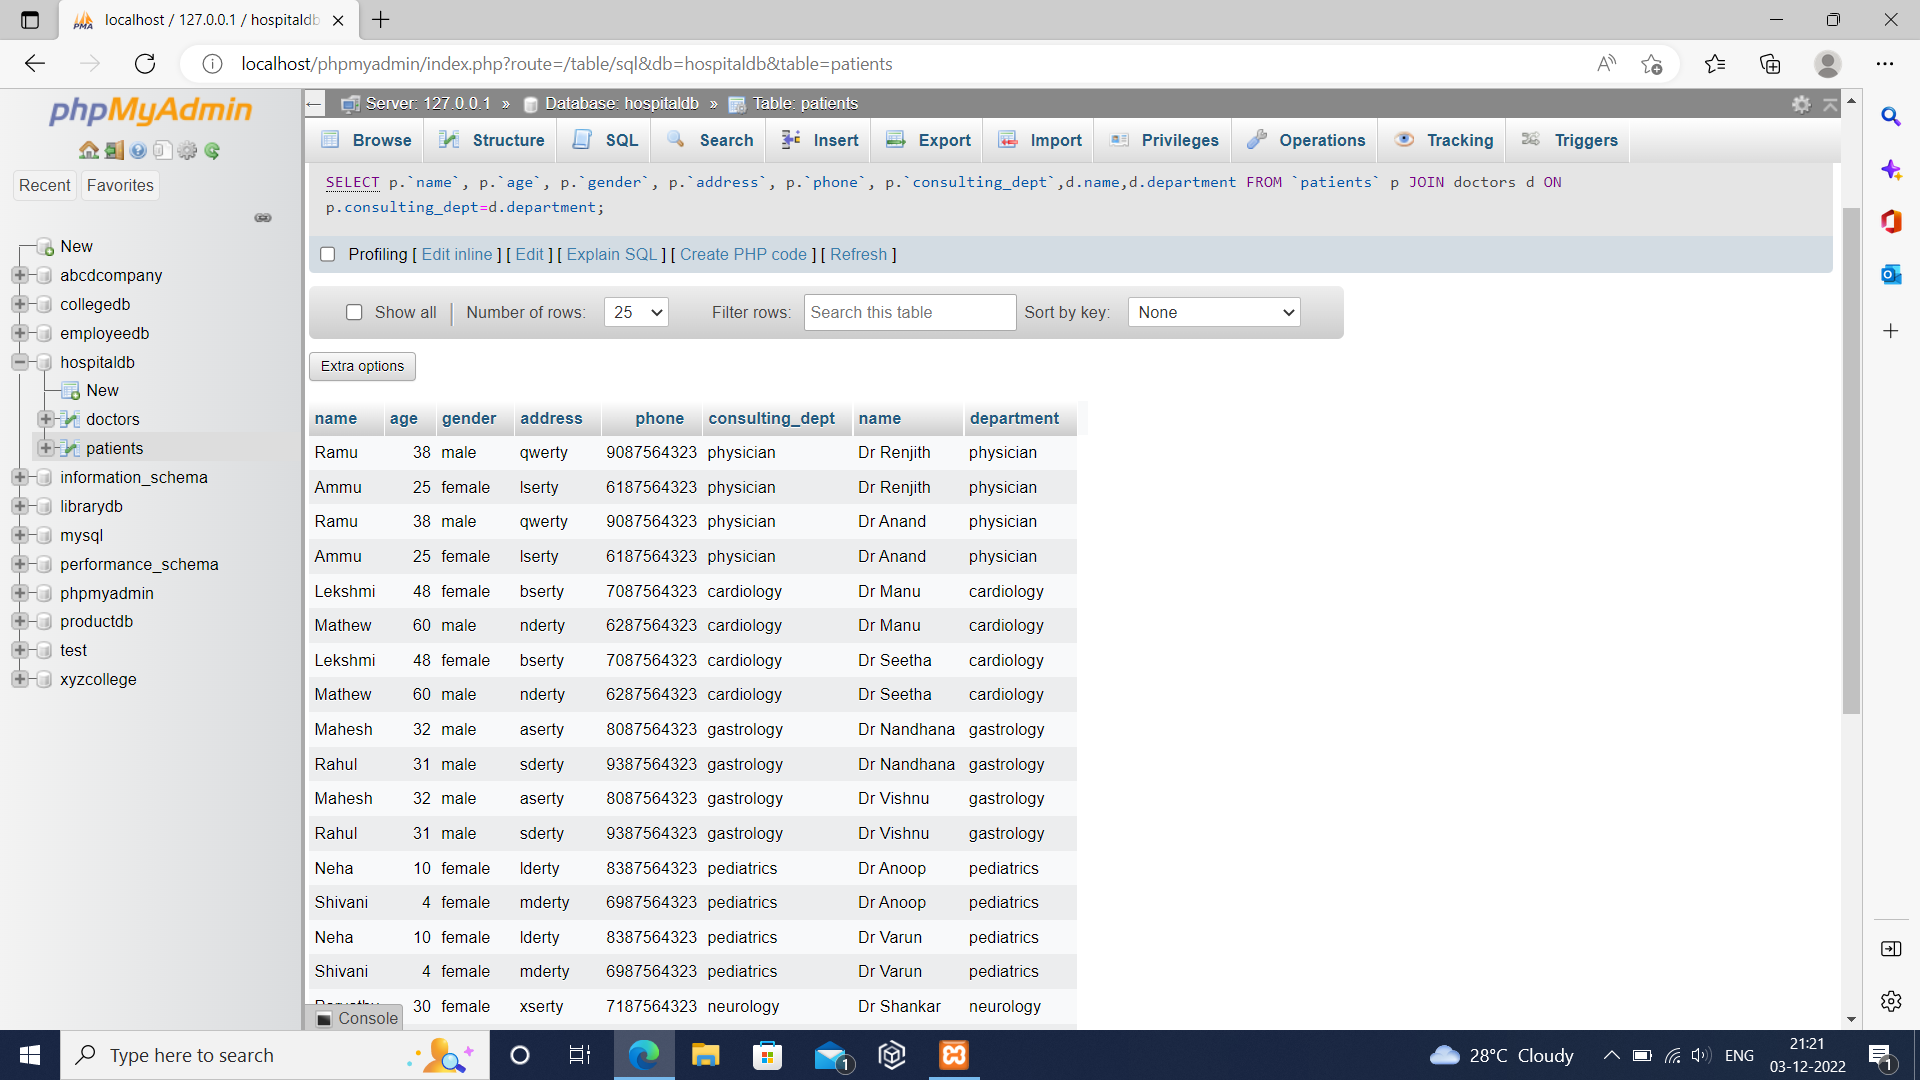 localhost / 127.0.0.1 / hospitaldb
localhost/phpmyadmin/index.php?route=/table/sql&db=hospitaldb&table=patients
phpMyAdmin
Recent Favorites
New
abcdcompany
collegedb
employeedb
hospitaldb
New
doctors
patients
information_schema
librarydb
mysql
performance_schema
phpmyadmin
productdb
test
xyzcollege
Server: 127.0.0.1 » Database: hospitaldb » Table: patients
Browse Structure SQL Search Insert Export Import Privileges Operations Tracking Triggers
SELECT p.`name`, p.`age`, p.`gender`, p.`address`, p.`phone`, p.`consulting_dept`,d.name,d.department FROM `patients` p JOIN doctors d ON
p.consulting_dept=d.department;
Profiling [ Edit inline ] [ Edit ] [ Explain SQL ] [ Create PHP code ] [ Refresh ]
Show all Number of rows: 25 Filter rows: Search this table Sort by key: None
Extra options
name age gender address phone consulting_dept name department
Ramu 38 male qwerty 9087564323 physician Dr Renjith physician
Ammu 25 female lserty 6187564323 physician Dr Renjith physician
Ramu 38 male qwerty 9087564323 physician Dr Anand physician
Ammu 25 female lserty 6187564323 physician Dr Anand physician
Lekshmi 48 female bserty 7087564323 cardiology Dr Manu cardiology
Mathew 60 male nderty 6287564323 cardiology Dr Manu cardiology
Lekshmi 48 female bserty 7087564323 cardiology Dr Seetha cardiology
Mathew 60 male nderty 6287564323 cardiology Dr Seetha cardiology
Mahesh 32 male aserty 8087564323 gastrology Dr Nandhana gastrology
Rahul 31 male sderty 9387564323 gastrology Dr Nandhana gastrology
Mahesh 32 male aserty 8087564323 gastrology Dr Vishnu gastrology
Rahul 31 male sderty 9387564323 gastrology Dr Vishnu gastrology
Neha 10 female lderty 8387564323 pediatrics Dr Anoop pediatrics
Shivani 4 female mderty 6987564323 pediatrics Dr Anoop pediatrics
Neha 10 female lderty 8387564323 pediatrics Dr Varun pediatrics
Shivani 4 female mderty 6987564323 pediatrics Dr Varun pediatrics
30 female xserty 7187564323 neurology Dr Shankar neurology
Console
Type here to search
1
28°C Cloudy
ENG
21:21
03-12-2022
1